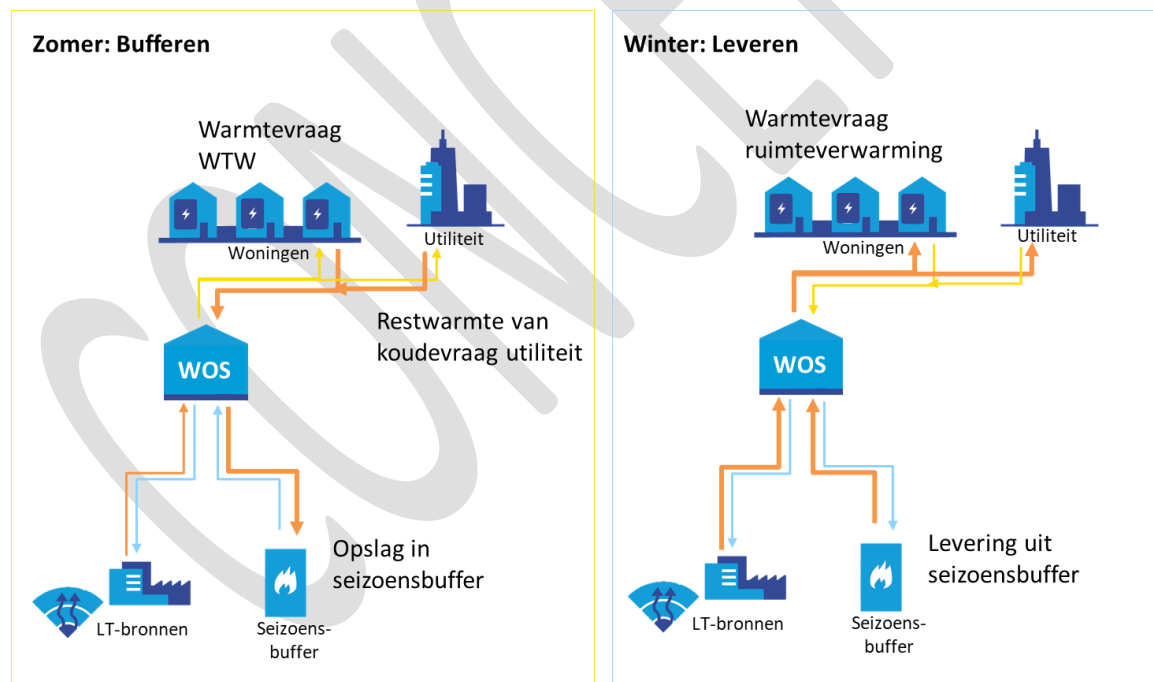 Zomer: Bufferen
Warmtevraag
WTW
Woningen
Utiliteit
Restwarmte van
koudevraag utiliteit
WOS
Opslag in
seizoensbuffer
LT-bronnen
Seizoens-
buffer
Winter: Leveren
Warmtevraag
ruimteverwarming
Woningen
Utiliteit
WOS
Levering uit
seizoensbuffer
LT-bronnen
Seizoens-
buffer
CONCEPT